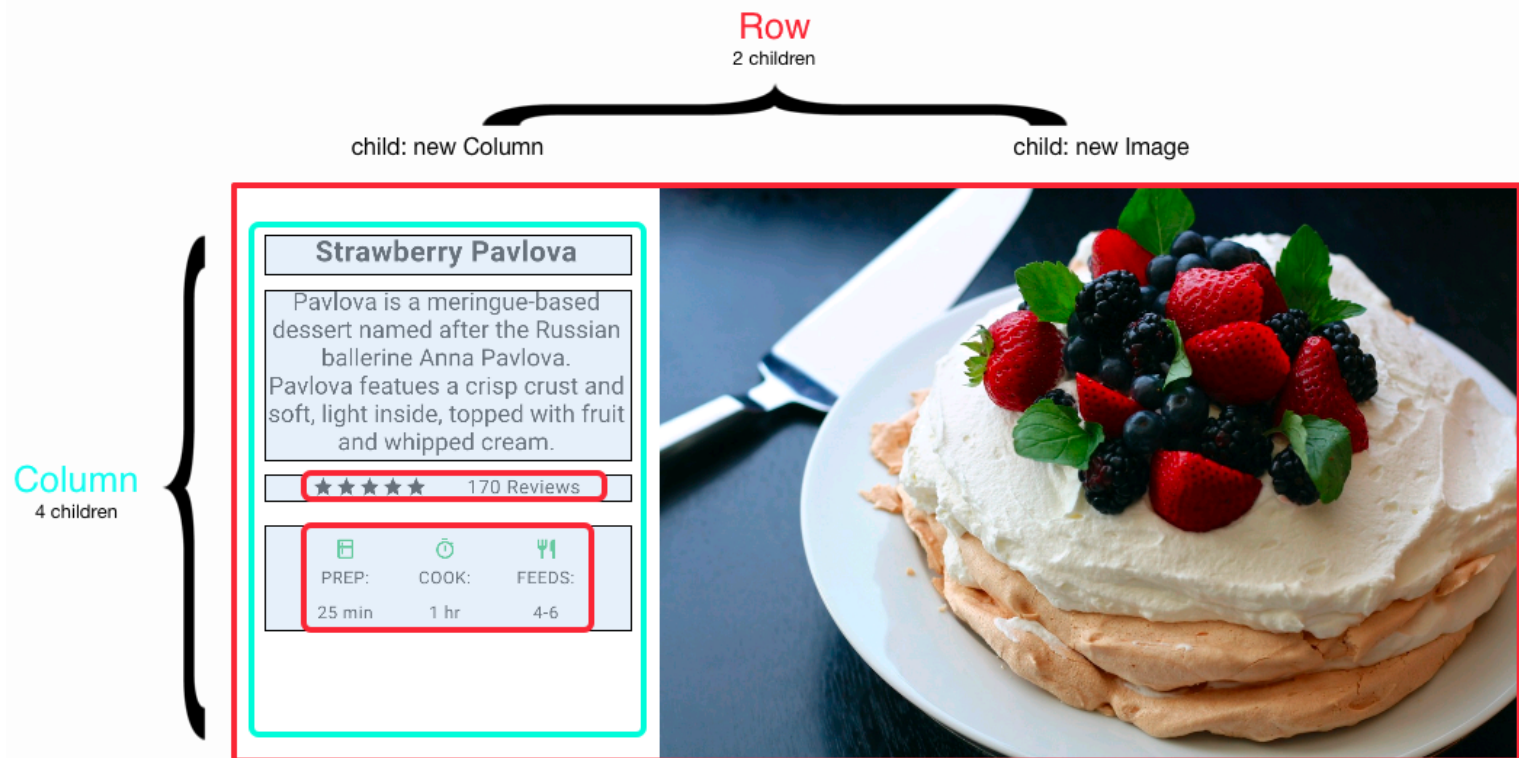 Row
2 children
child: new Column
child: new Image
Column
4 children
Strawberry Pavlova
Pavlova is a meringue-based
dessert named after the Russian
ballerine Anna Pavlova.
Pavlova featues a crisp crust and
soft, light inside, topped with fruit
and whipped cream.
170 Reviews
PREP: COOK: FEEDS:
25 min 1 hr 4-6